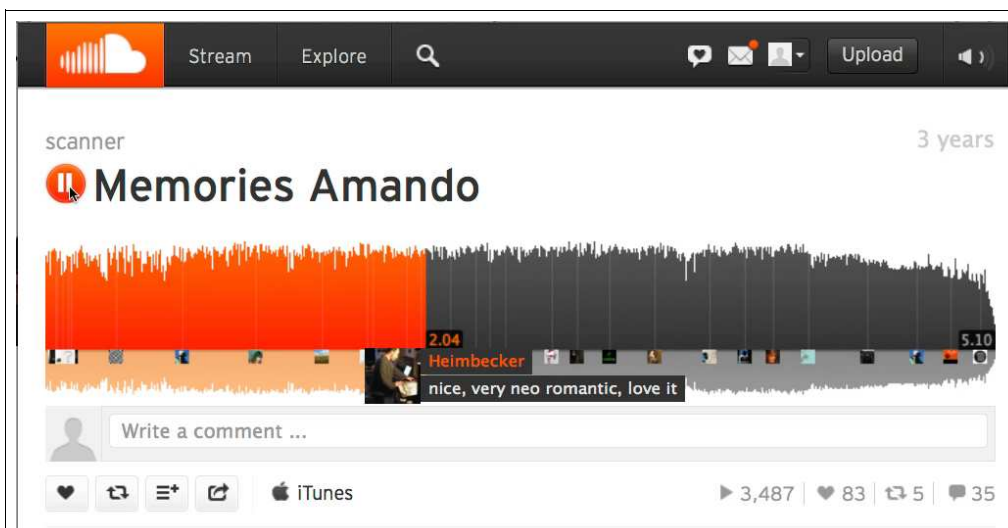 Stream Explore Upload
scanner 3 years
Memories Amando
2.04 5.10
Heimbecker
nice, very neo romantic, love it
Write a comment ...
iTunes 3,487 83 5 35